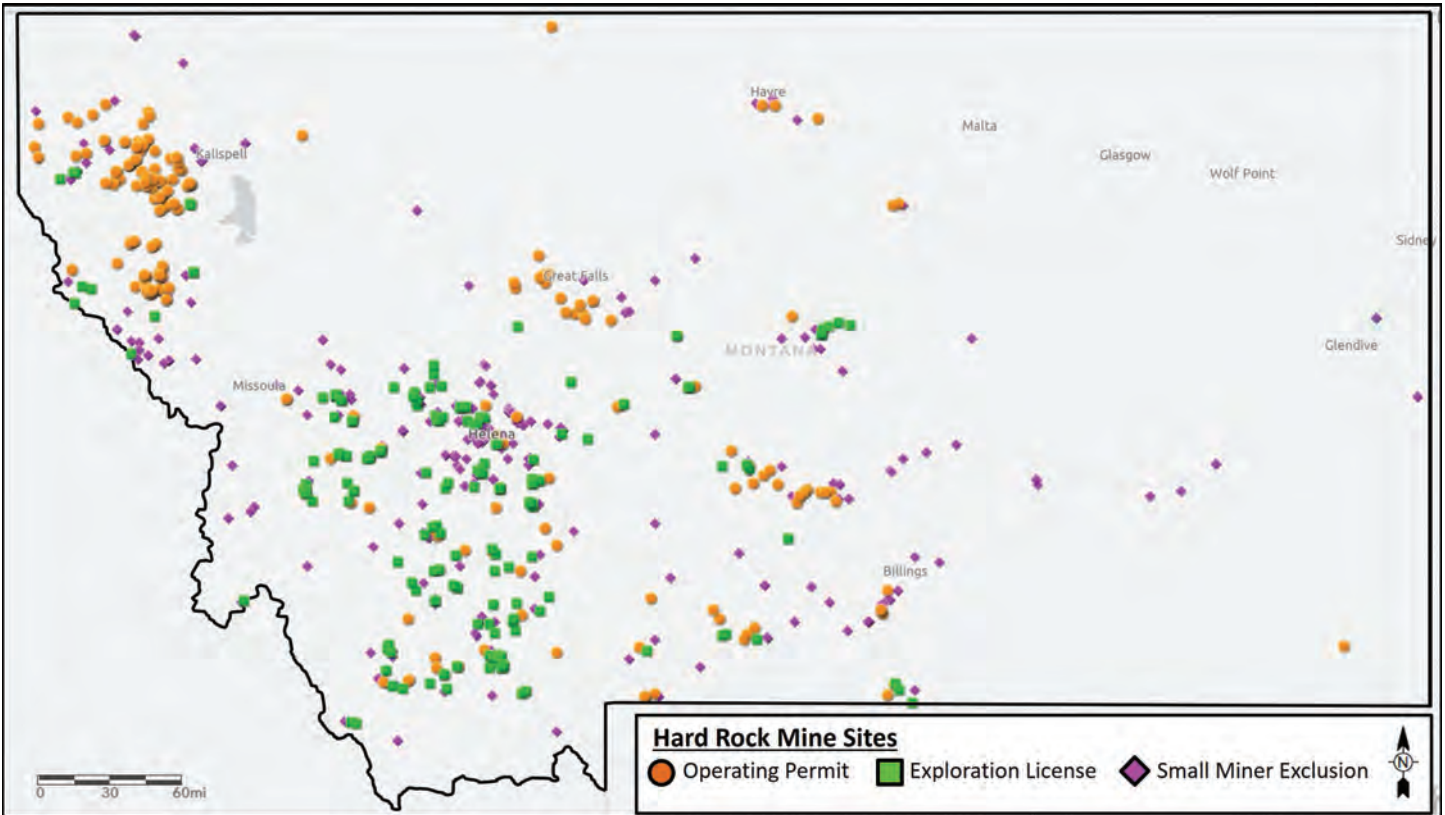 Havre
Malta
Kalispell
Glasgow
Wolf Point
Sidney
Great Falls
MONTANA
Glendive
Missoula
Helena
Billings
Hard Rock Mine Sites
Operating Permit
Exploration License
Small Miner Exclusion
N
0 30 60mi